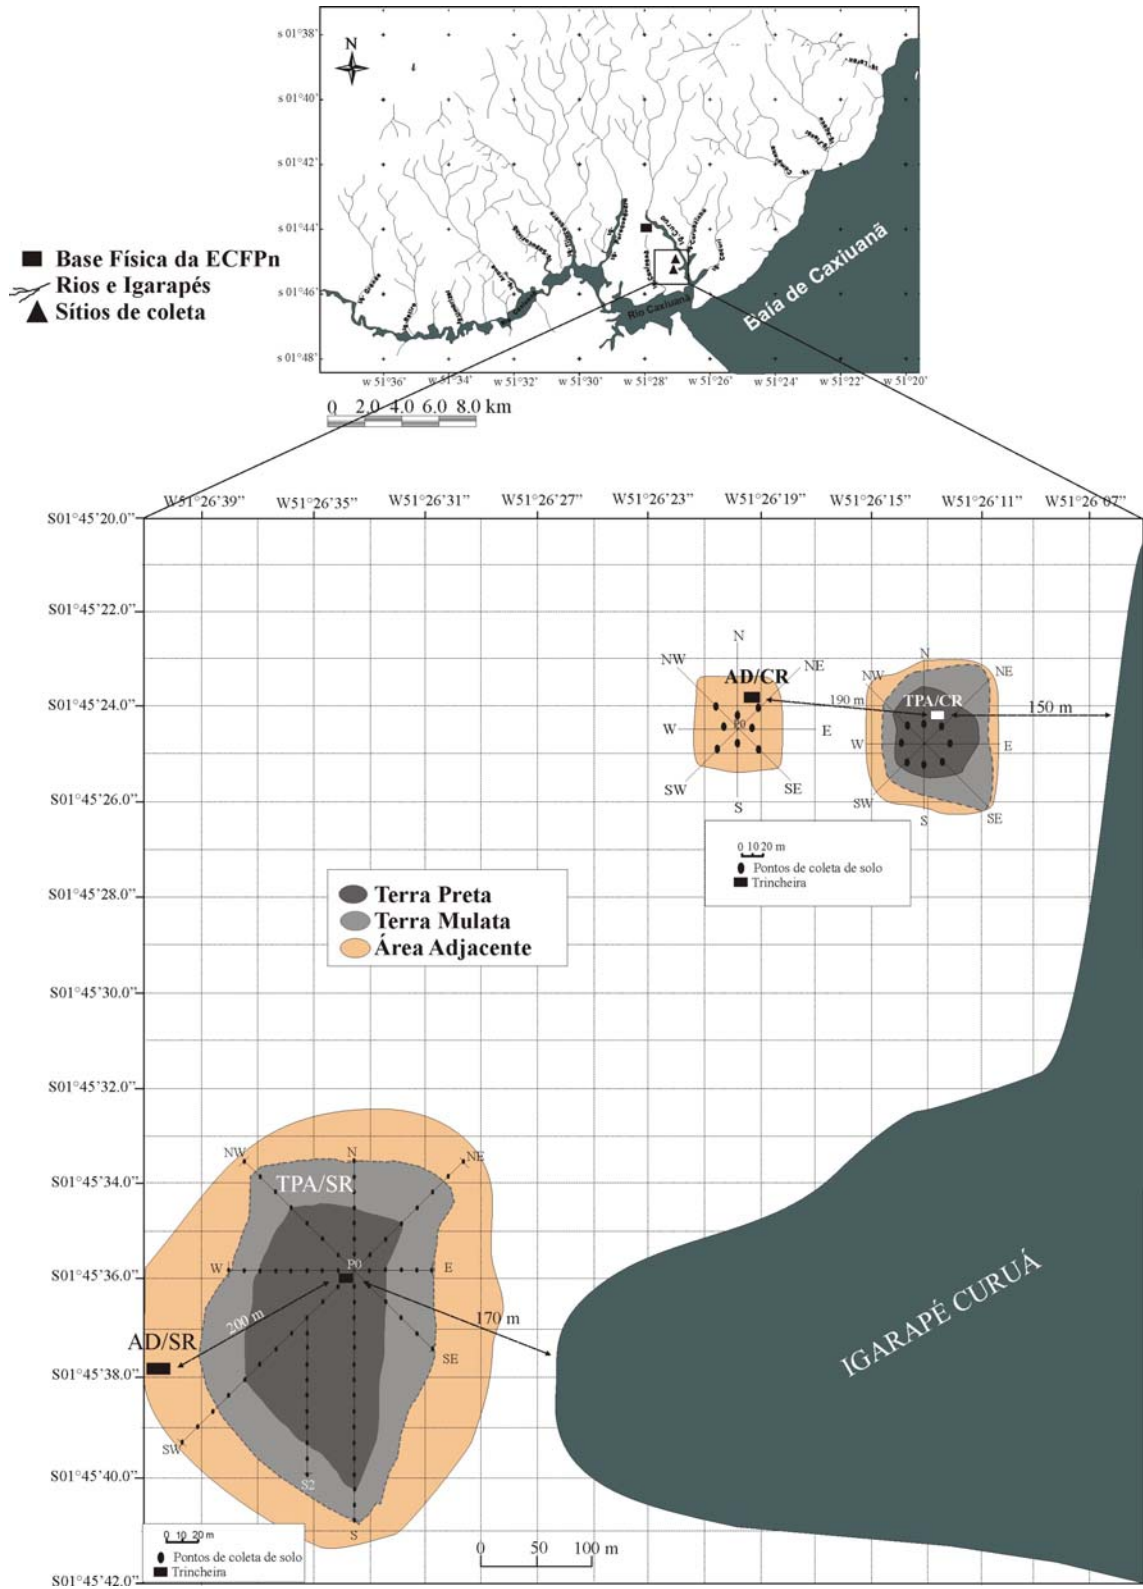 s 01°38'
s 01°40'
s 01°42'
s 01°44'
s 01°46'
s 01°48'
N
Baía de Caxiuanã
Rio Caxiuanã
Ig. Curuá
w 51°36' w 51°34' w 51°32' w 51°30' w 51°28' w 51°26' w 51°24' w 51°22' w 51°20'
0 2.0 4.0 6.0 8.0 km
Base Física da ECFPn
Rios e Igarapés
Sítios de coleta
W51°26'39" W51°26'35" W51°26'31" W51°26'27" W51°26'23" W51°26'19" W51°26'15" W51°26'11" W51°26'07"
S01°45'20.0"
S01°45'22.0"
S01°45'24.0"
S01°45'26.0"
S01°45'28.0"
S01°45'30.0"
S01°45'32.0"
S01°45'34.0"
S01°45'36.0"
S01°45'38.0"
S01°45'40.0"
S01°45'42.0"
N
NW NE
AD/CR
P0
W E
SW SE
S
190 m
N
NW NE
TPA/CR
W E
SW SE
S
150 m
0 10 20 m
Pontos de coleta de solo
Trincheira
Terra Preta
Terra Mulata
Área Adjacente
NW N NE
TPA/SR
P0
W E
200 m
170 m
AD/SR
SE
SW
S2
S
IGARAPÉ CURUÁ
0 10 20 m
Pontos de coleta de solo
Trincheira
0 50 100 m